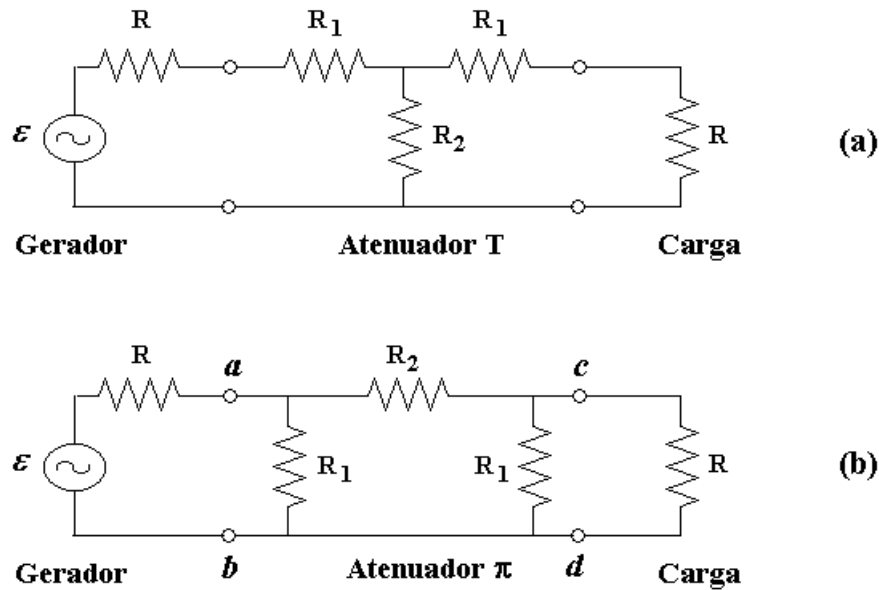 R R₁ R₁
ε R₂ R (a)
Gerador Atenuador T Carga
R a R₂ c
ε R₁ R₁ R (b)
Gerador b Atenuador π d Carga